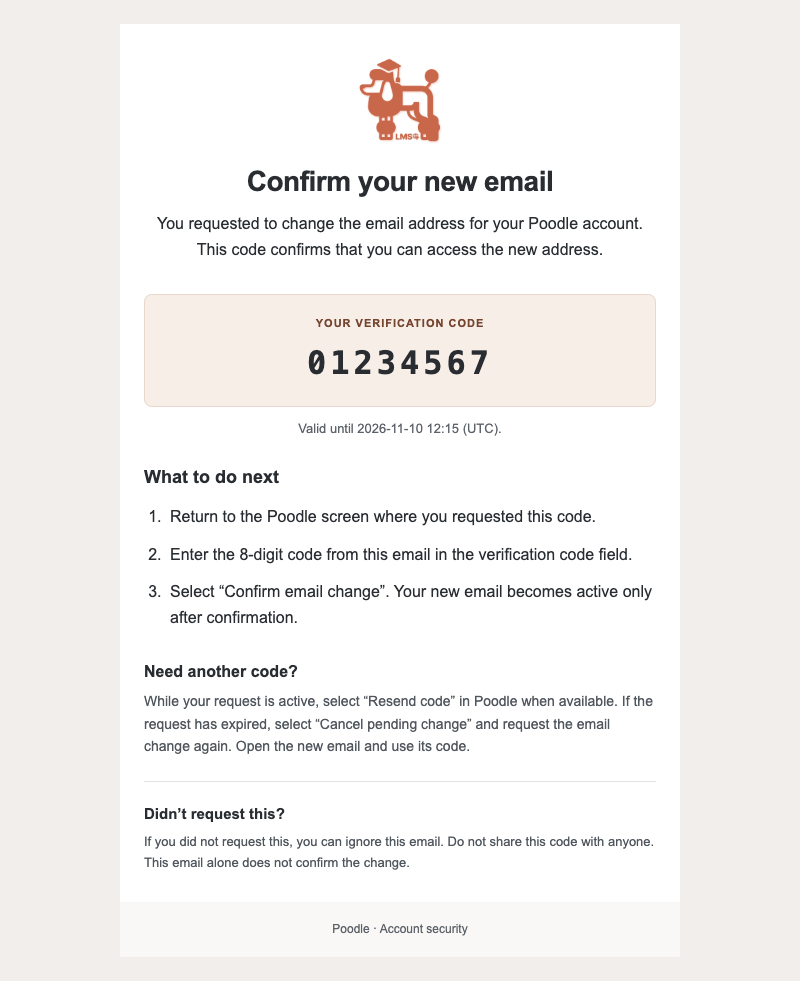 LMS
Confirm your new email
You requested to change the email address for your Poodle account.
This code confirms that you can access the new address.
YOUR VERIFICATION CODE
01234567
Valid until 2026-11-10 12:15 (UTC).
What to do next
1. Return to the Poodle screen where you requested this code.
2. Enter the 8-digit code from this email in the verification code field.
3. Select “Confirm email change”. Your new email becomes active only
after confirmation.
Need another code?
While your request is active, select “Resend code” in Poodle when available. If the
request has expired, select “Cancel pending change” and request the email
change again. Open the new email and use its code.
Didn’t request this?
If you did not request this, you can ignore this email. Do not share this code with anyone.
This email alone does not confirm the change.
Poodle · Account security